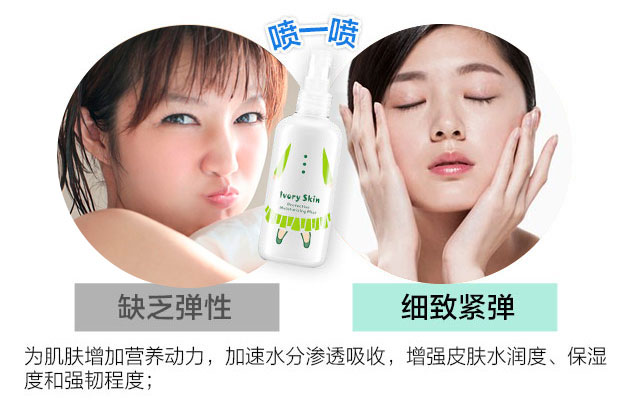 喷一喷
Ivory Skin
Moisturizing Mist
缺乏弹性
细致紧弹
为肌肤增加营养动力，加速水分渗透吸收，增强皮肤水润度、保湿
度和强韧程度；